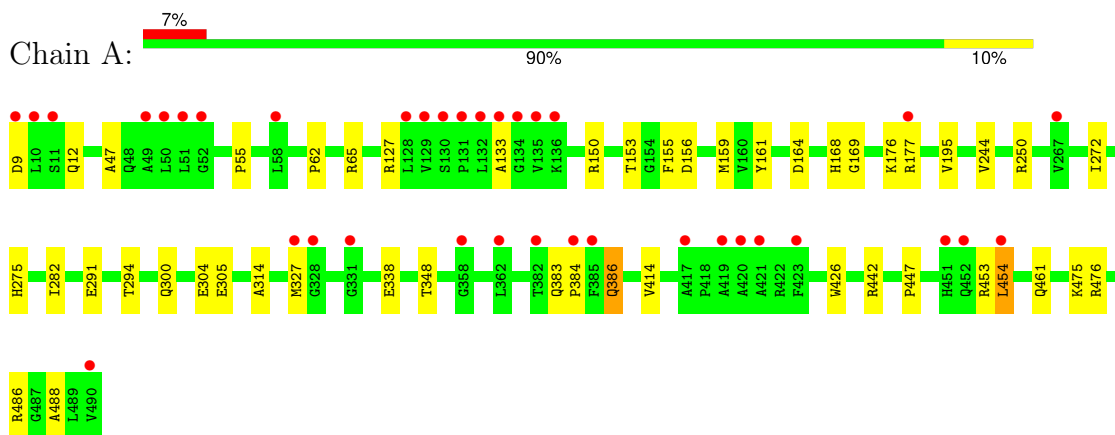 7%
Chain A:
90% 10%
D9 L10 S11 Q12 A47 Q48 A49 L50 L51 G52 P55 L58 P62 R65 R127 L128 V129 S130 P131 L132 A133 G134 V135 K136 R150 T153 G154 F155 D156 M159 V160 Y161 D164 H168 G169 K176 R177 V195 V244 R250 V267 I272
H275 I282 E291 T294 Q300 E304 E305 A314 M327 G328 G331 E338 T348 G358 L362 T382 Q383 P384 F385 Q386 V414 A417 P418 A419 A420 A421 R422 F423 W426 R442 P447 H451 Q452 R453 L454 Q461 K475 R476
R486 G487 A488 L489 V490